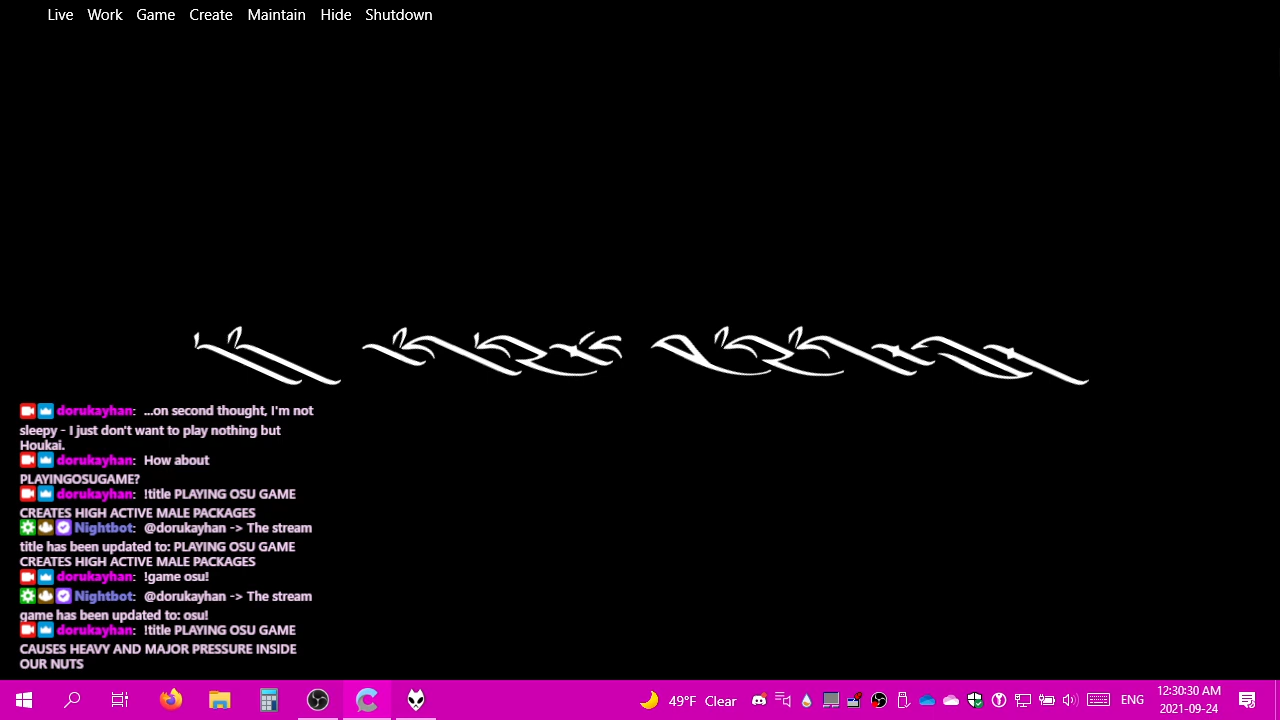 Live Work Game Create Maintain Hide Shutdown
dorukayhan: ...on second thought, I'm not
sleepy - I just don't want to play nothing but
Houkai.
dorukayhan: How about
PLAYINGOSUGAME?
dorukayhan: !title PLAYING OSU GAME
CREATES HIGH ACTIVE MALE PACKAGES
Nightbot: @dorukayhan -> The stream
title has been updated to: PLAYING OSU GAME
CREATES HIGH ACTIVE MALE PACKAGES
dorukayhan: !game osu!
Nightbot: @dorukayhan -> The stream
game has been updated to: osu!
dorukayhan: !title PLAYING OSU GAME
CAUSES HEAVY AND MAJOR PRESSURE INSIDE
OUR NUTS
49°F Clear ENG 12:30:30 AM
2021-09-24